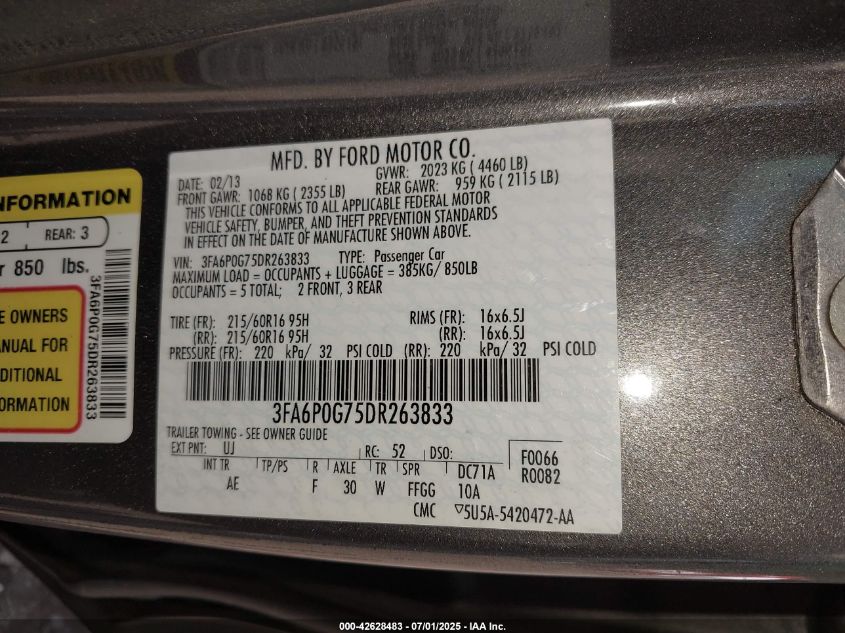 MFD. BY FORD MOTOR CO.
DATE: 02/13 GVWR: 2023 KG ( 4460 LB)
FRONT GAWR: 1068 KG ( 2355 LB) REAR GAWR: 959 KG ( 2115 LB)
THIS VEHICLE CONFORMS TO ALL APPLICABLE FEDERAL MOTOR
VEHICLE SAFETY, BUMPER, AND THEFT PREVENTION STANDARDS
IN EFFECT ON THE DATE OF MANUFACTURE SHOWN ABOVE.
VIN: 3FA6P0G75DR263833 TYPE: Passenger Car
MAXIMUM LOAD = OCCUPANTS + LUGGAGE = 385KG/ 850LB
OCCUPANTS = 5 TOTAL; 2 FRONT, 3 REAR
TIRE (FR): 215/60R16 95H RIMS (FR): 16x6.5J
(RR): 215/60R16 95H (RR): 16x6.5J
PRESSURE (FR): 220 kPa/ 32 PSI COLD (RR): 220 kPa/ 32 PSI COLD
3FA6P0G75DR263833
TRAILER TOWING - SEE OWNER GUIDE
EXT PNT: UJ RC: 52 DSO: F0066
R0082
INT TR TP/PS R AXLE TR SPR DC71A
AE F 30 W FFGG 10A
CMC ▽5U5A-5420472-AA
INFORMATION
2 REAR: 3
850 lbs.
OWNERS
MANUAL FOR
3FA6P0G75DR263833
000-42628483 - 07/01/2025 - IAA Inc.